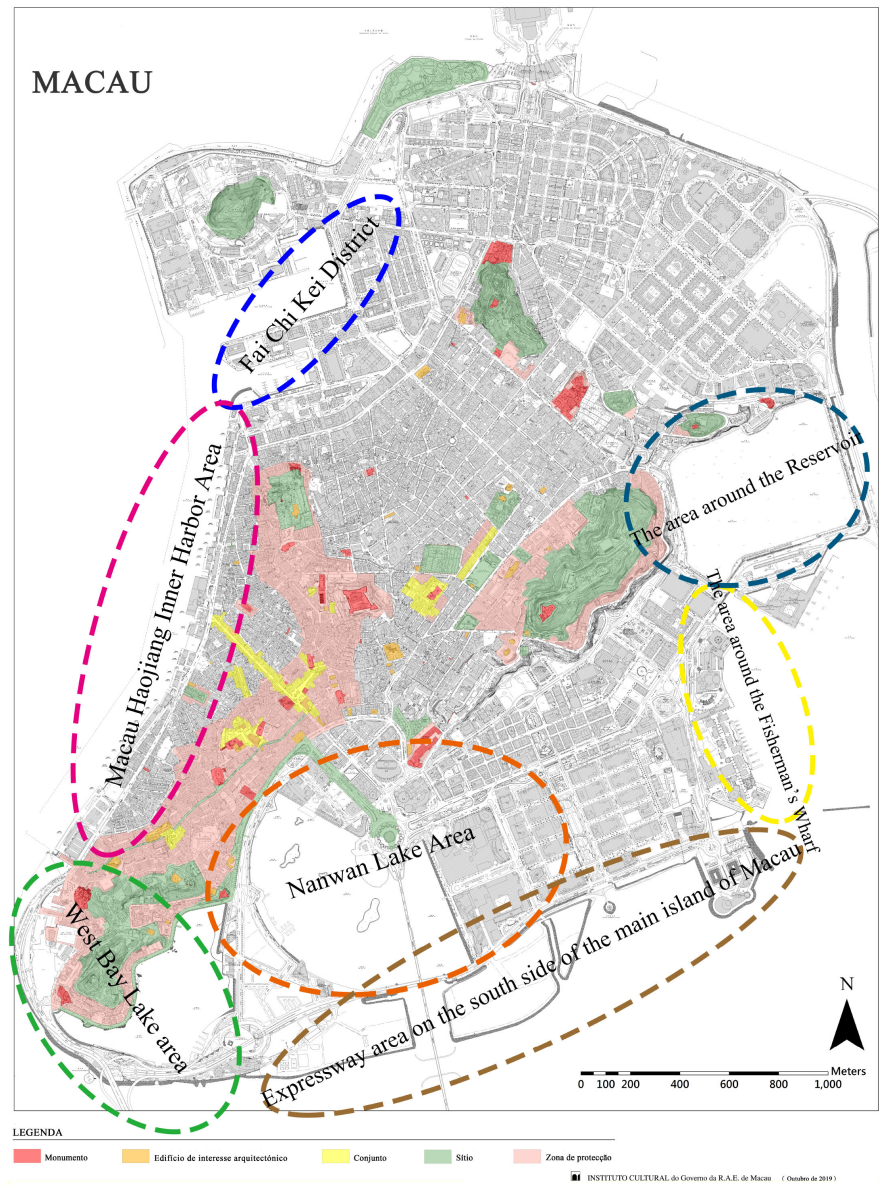 MACAU
Fai Chi Kei District
Macau Haojiang Inner Harbor Area
The area around the Reservoir
The area around the Fisherman's Wharf
Nanwan Lake Area
West Bay Lake area
Expressway area on the south side of the main island of Macau
N
Meters
0 100 200 400 600 800 1,000
LEGENDA
Monumento
Edifício de interesse arquitectónico
Conjunto
Sítio
Zona de protecção
INSTITUTO CULTURAL do Governo da R.A.E. de Macau ( Outubro de 2019 )